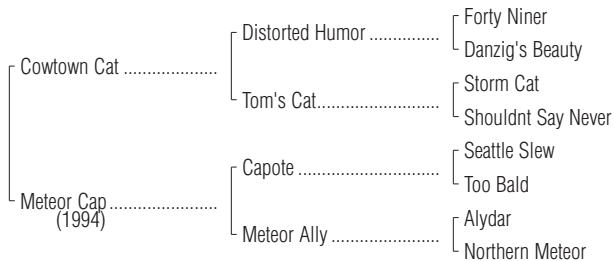 Forty Niner
Distorted Humor ...............
Danzig's Beauty
Cowtown Cat ....................
Storm Cat
Tom's Cat..........................
Shouldnt Say Never
Seattle Slew
Capote ..............................
Too Bald
Meteor Cap.......................
(1994)
Alydar
Meteor Ally .......................
Northern Meteor